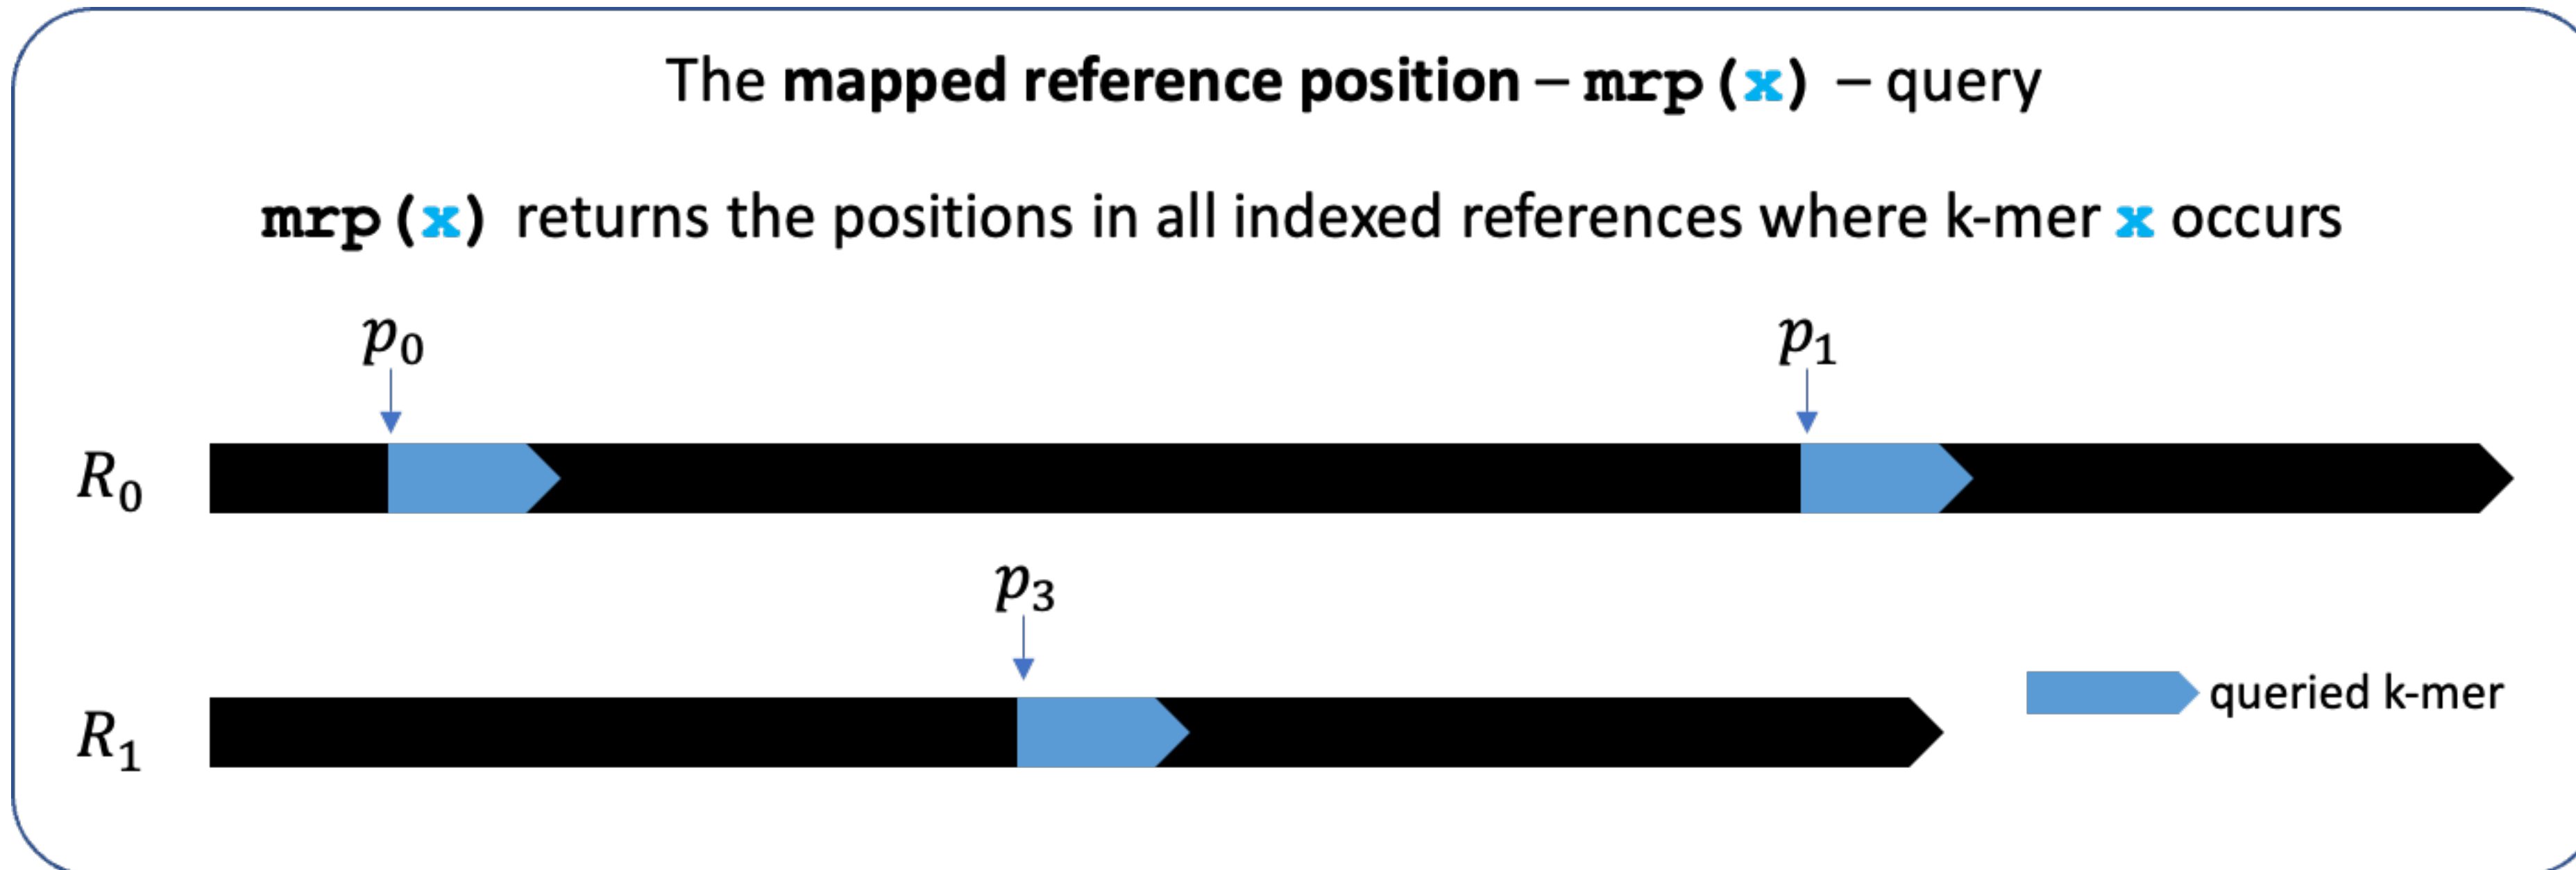 The mapped reference position – mrp(x) – query
mrp(x) returns the positions in all indexed references where k-mer x occurs
p₀ p₁
R₀
p₃
R₁
queried k-mer